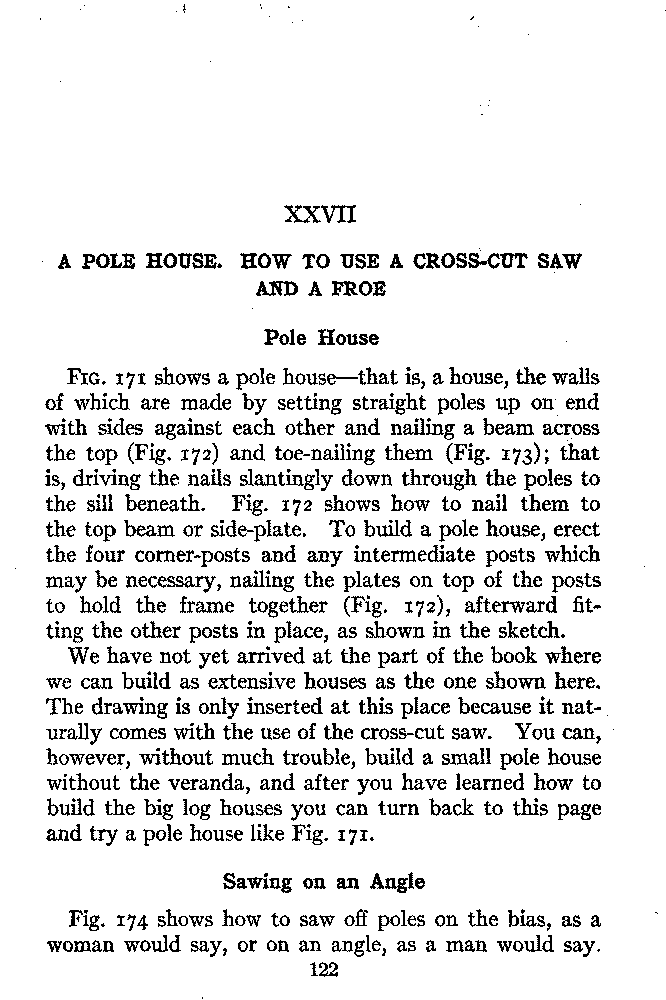 XXVII
A POLE HOUSE. HOW TO USE A CROSS-CUT SAW
AND A FROE
Pole House
FIG. 171 shows a pole house—that is, a house, the walls
of which are made by setting straight poles up on end
with sides against each other and nailing a beam across
the top (Fig. 172) and toe-nailing them (Fig. 173); that
is, driving the nails slantingly down through the poles to
the sill beneath. Fig. 172 shows how to nail them to
the top beam or side-plate. To build a pole house, erect
the four corner-posts and any intermediate posts which
may be necessary, nailing the plates on top of the posts
to hold the frame together (Fig. 172), afterward fit-
ting the other posts in place, as shown in the sketch.
We have not yet arrived at the part of the book where
we can build as extensive houses as the one shown here.
The drawing is only inserted at this place because it nat-
urally comes with the use of the cross-cut saw. You can,
however, without much trouble, build a small pole house
without the veranda, and after you have learned how to
build the big log houses you can turn back to this page
and try a pole house like Fig. 171.
Sawing on an Angle
Fig. 174 shows how to saw off poles on the bias, as a
woman would say, or on an angle, as a man would say.
122